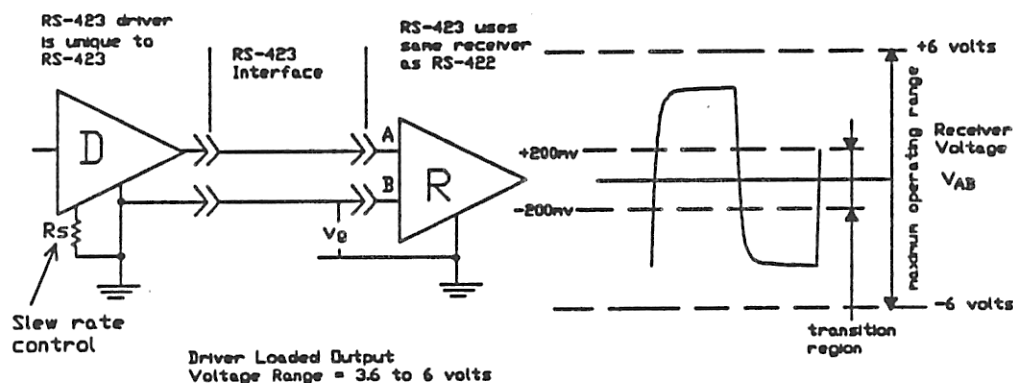 RS-423 driver
is unique to
RS-423
RS-423
Interface
RS-423 uses
same receiver
as RS-422
+6 volts
D
A
B
R
+200mv
-200mv
Rs
Vg
maximum operating range
Receiver
Voltage
VAB
-6 volts
transition
region
Slew rate
control
Driver Loaded Output
Voltage Range = 3.6 to 6 volts